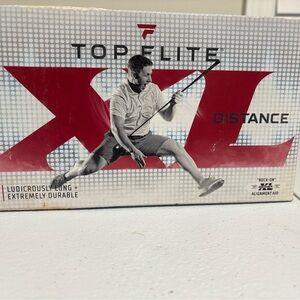 TOP FLITE
XL
DISTANCE
LUDICROUSLY LONG +
EXTREMELY DURABLE
"ROCK-ON"
XL
ALIGNMENT AID